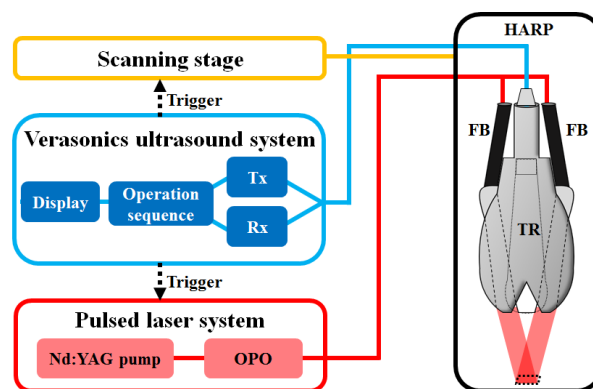 HARP
Scanning stage
Trigger
FB
FB
Verasonics ultrasound system
Tx
Display
Operation
sequence
Rx
TR
Trigger
Pulsed laser system
Nd:YAG pump
OPO